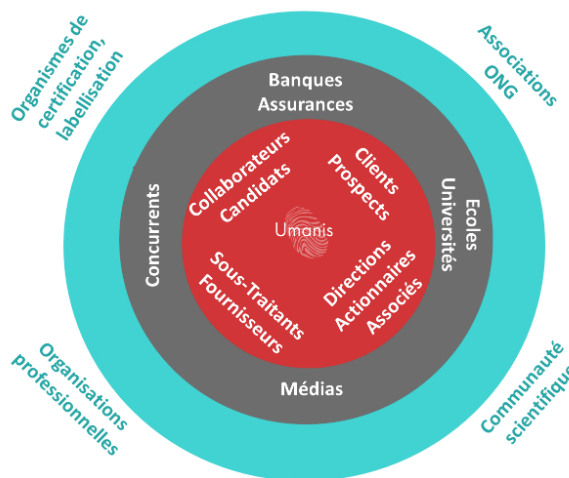 Organismes de
certification,
labellisation
Associations
ONG
Banques
Assurances
Collaborateurs
Candidats
Clients
Prospects
Concurrents
Umanis
Ecoles
Universités
Sous-Traitants
Fournisseurs
Directions
Actionnaires
Associés
Médias
Organisations
professionnelles
Communauté
scientifique